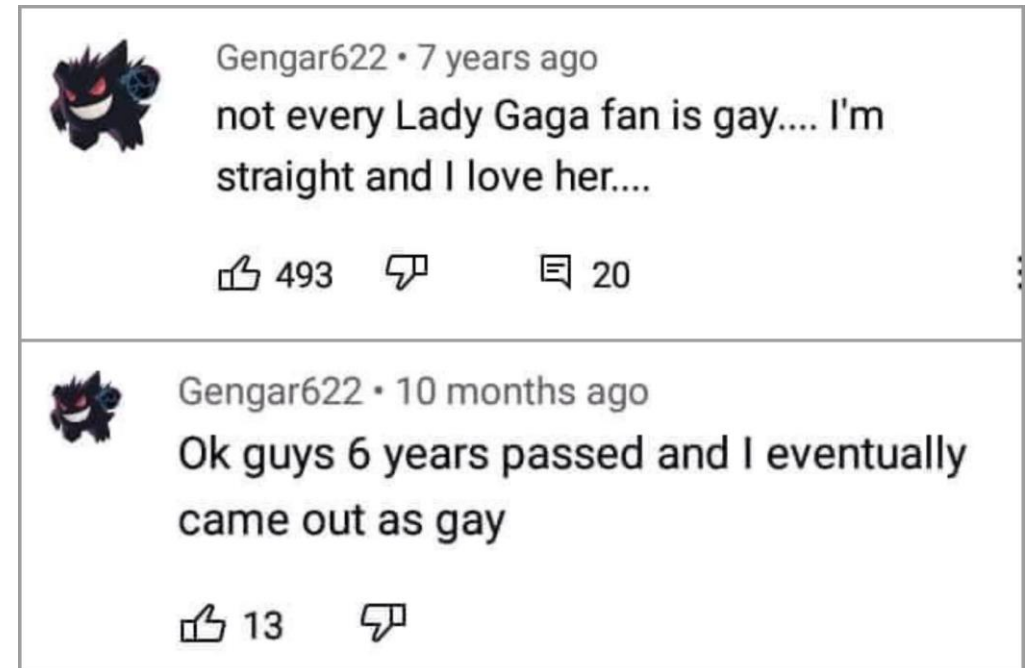 Gengar622 • 7 years ago
not every Lady Gaga fan is gay.... I'm
straight and I love her....
493 20
Gengar622 • 10 months ago
Ok guys 6 years passed and I eventually
came out as gay
13